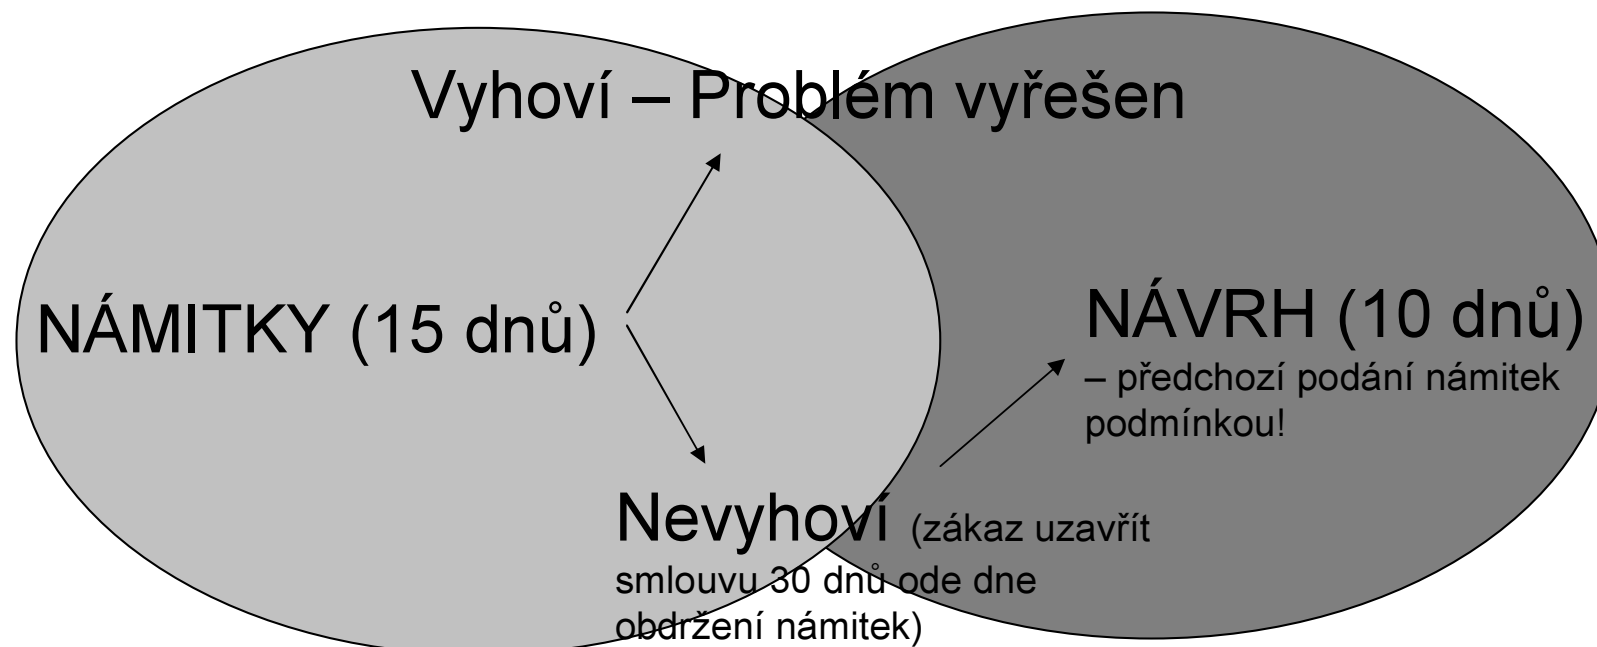 Vyhoví – Problém vyřešen
NÁMITKY (15 dnů)
NÁVRH (10 dnů)
– předchozí podání námitek
podmínkou!
Nevyhoví (zákaz uzavřít
smlouvu 30 dnů ode dne
obdržení námitek)